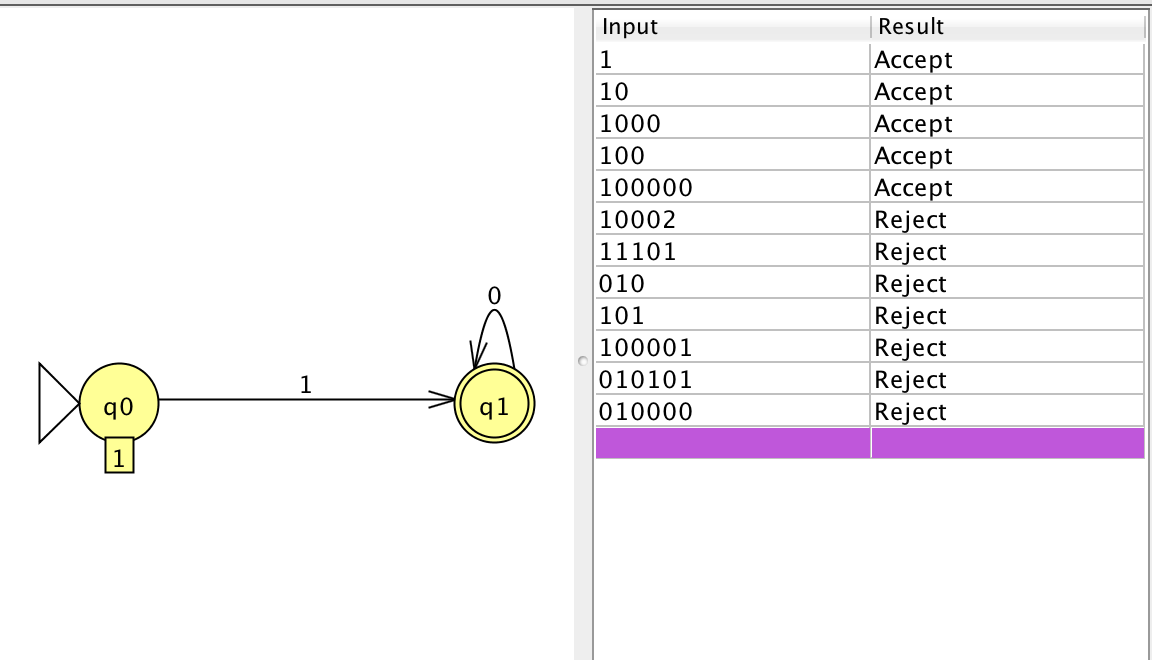 Input Result
1 Accept
10 Accept
1000 Accept
100 Accept
100000 Accept
10002 Reject
11101 Reject
010 Reject
101 Reject
100001 Reject
010101 Reject
010000 Reject
0
1
q0
q1
1